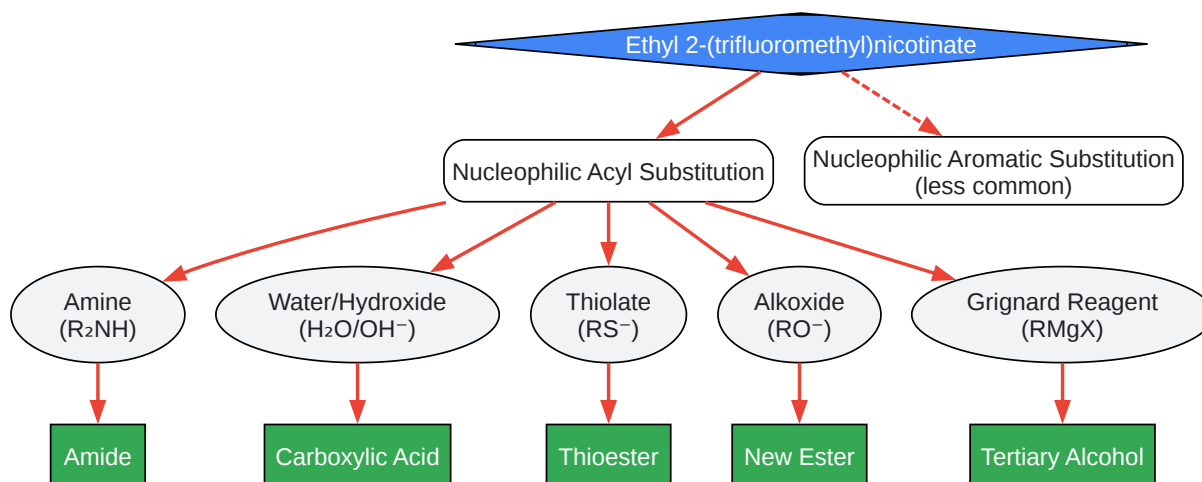 Ethyl 2-(trifluoromethyl)nicotinate
Nucleophilic Acyl Substitution
Nucleophilic Aromatic Substitution
(less common)
Amine
(R₂NH)
Water/Hydroxide
(H₂O/OH⁻)
Thiolate
(RS⁻)
Alkoxide
(RO⁻)
Grignard Reagent
(RMgX)
Amide
Carboxylic Acid
Thioester
New Ester
Tertiary Alcohol